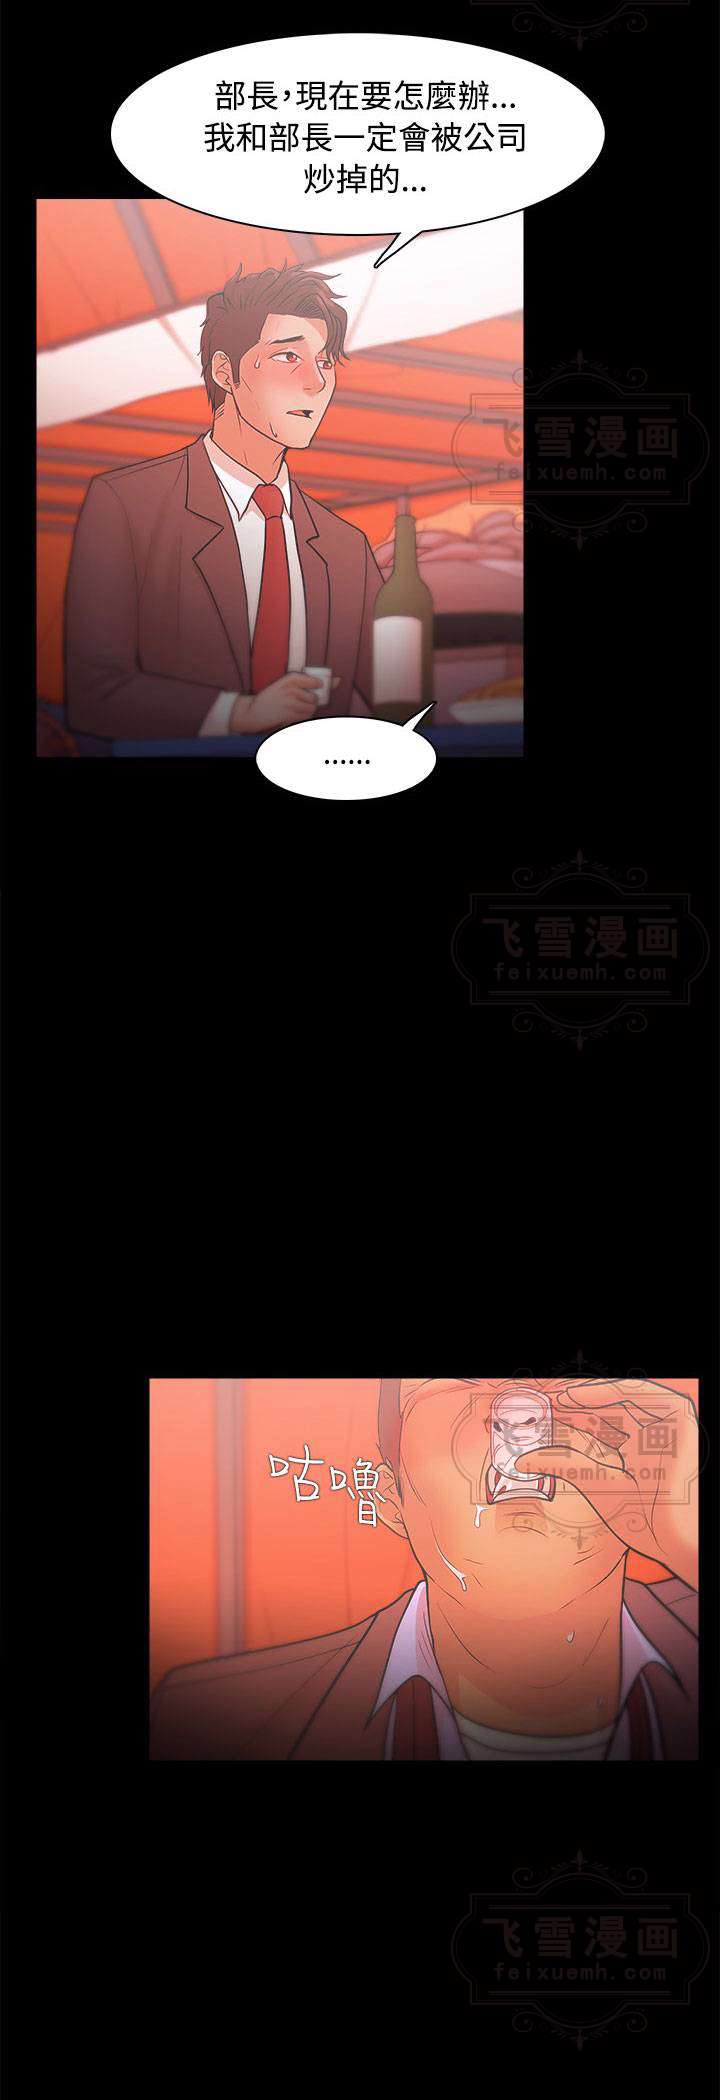 部長，現在要怎麼辦...
我和部長一定會被公司
炒掉的...
飞雪漫画
feixuemh.com
......
飞雪漫画
feixuemh.com
飞雪漫画
feixuemh.com
咕嚕
飞雪漫画
feixuemh.com